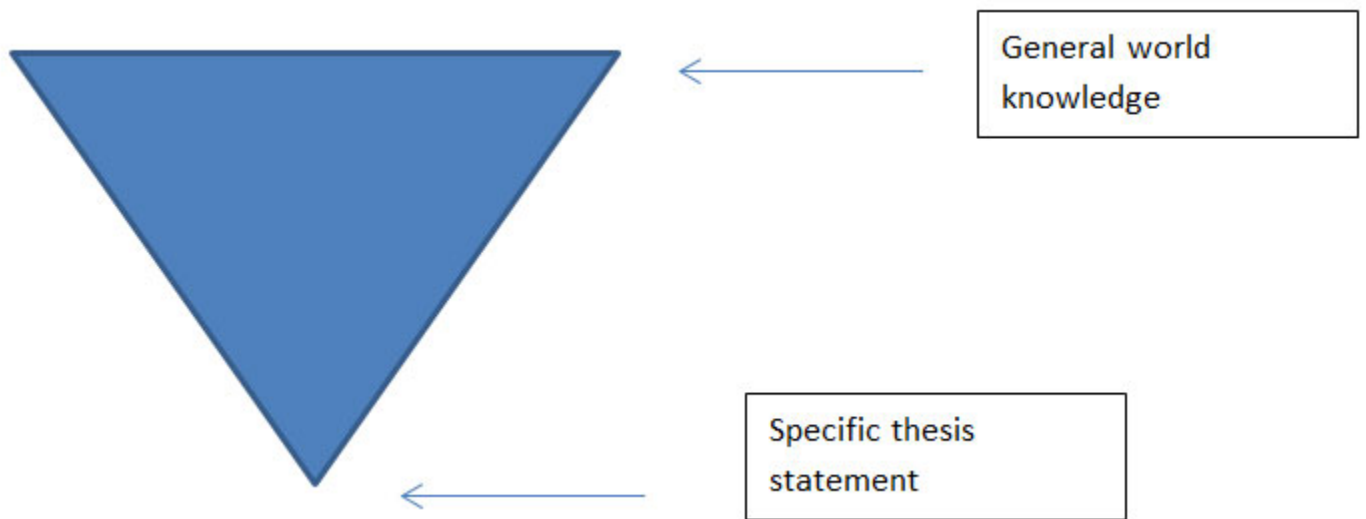 General world
knowledge
Specific thesis
statement